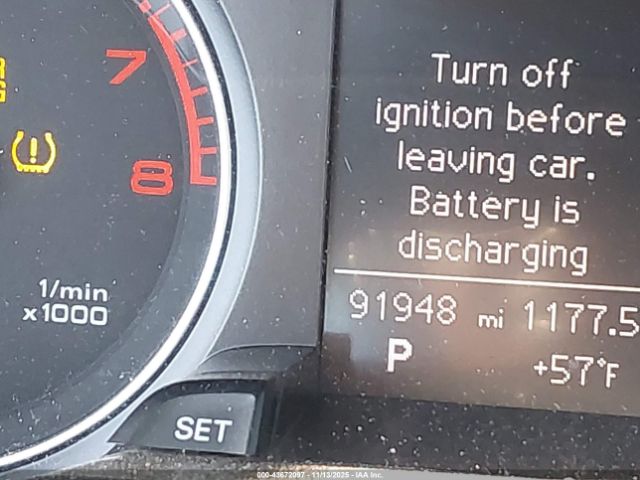 7
8
1/min
x1000
SET
Turn off
ignition before
leaving car.
Battery is
discharging
91948 mi 1177.5
P +57°F
000-43672097 - 11/13/2025 - IAA Inc.